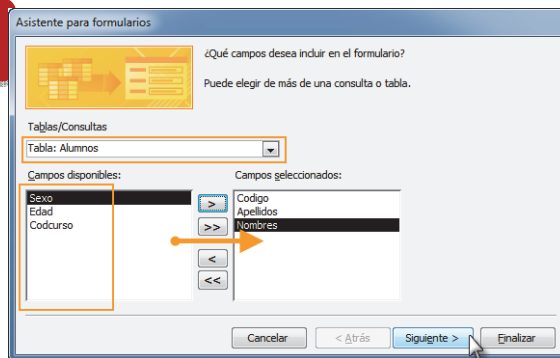 Asistente para formularios
¿Qué campos desea incluir en el formulario?
Puede elegir de más de una consulta o tabla.
Tablas/Consultas
Tabla: Alumnos
Campos disponibles:
Campos seleccionados:
Sexo
Edad
Codcurso
>
>>
<
<<
Codigo
Apellidos
Nombres
Cancelar
< Atrás
Siguiente >
Finalizar